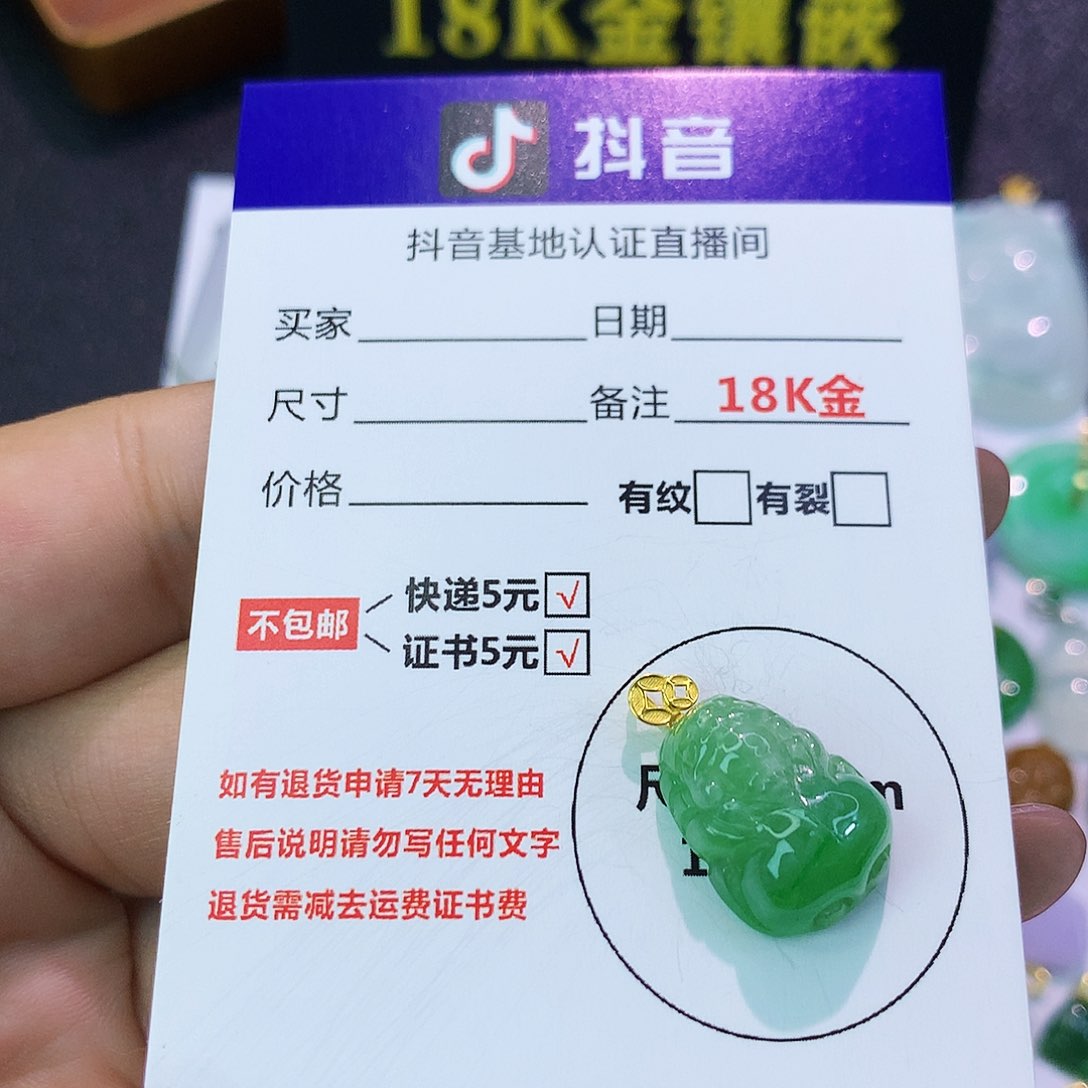 18K金镶嵌
抖音
抖音基地认证直播间
买家 日期
尺寸 备注 18K金
价格 有纹 有裂
快递5元 √
不包邮
证书5元 √
如有退货申请7天无理由
售后说明请勿写任何文字
退货需减去运费证书费